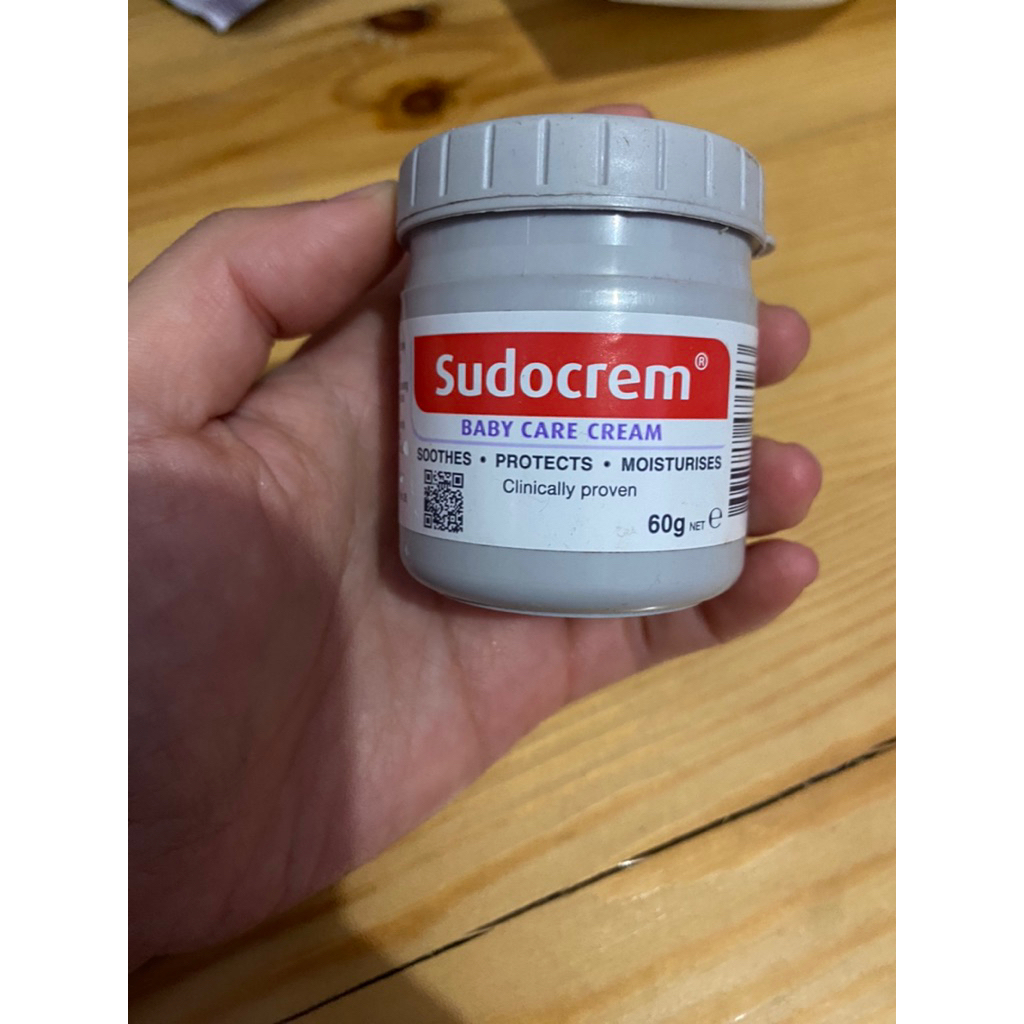 Sudocrem®
BABY CARE CREAM
SOOTHES • PROTECTS • MOISTURISES
Clinically proven
60g NET ℮